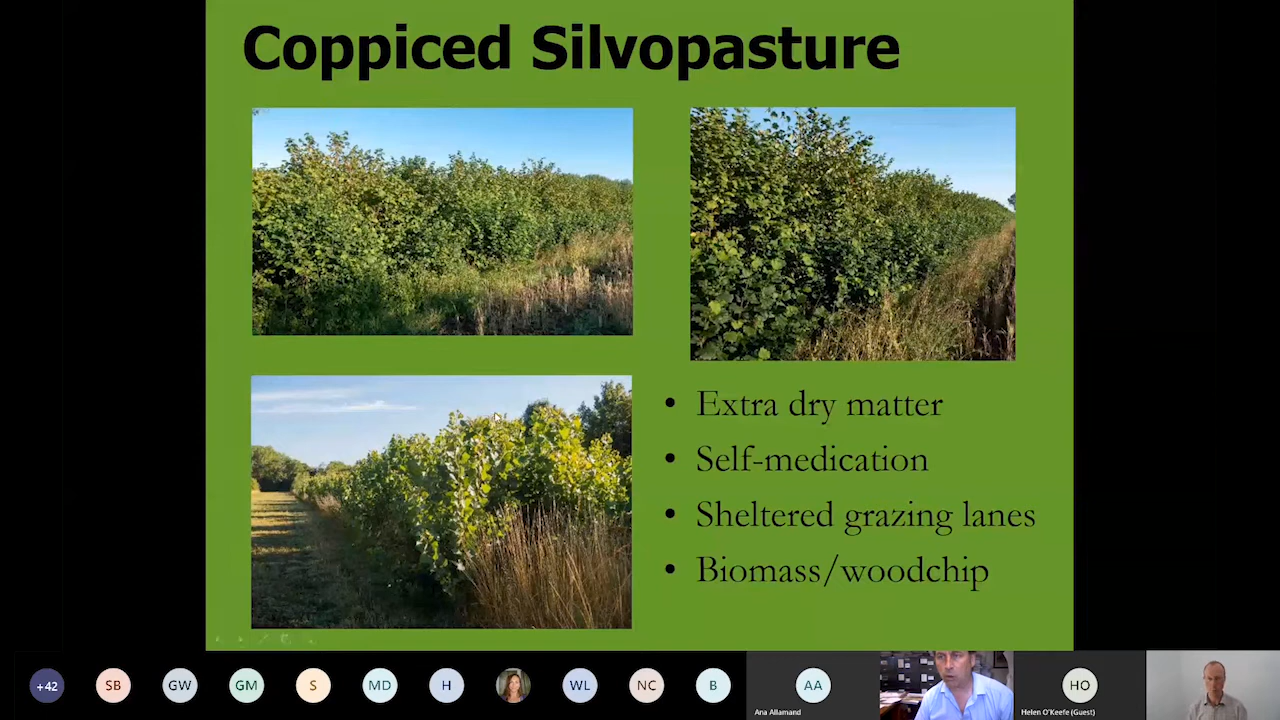 Coppiced Silvopasture
• Extra dry matter
• Self-medication
• Sheltered grazing lanes
• Biomass/woodchip
+42
SB
GW
GM
S
MD
H
WL
NC
B
AA
Ana Allamand
HO
Helen O'Keefe (Guest)